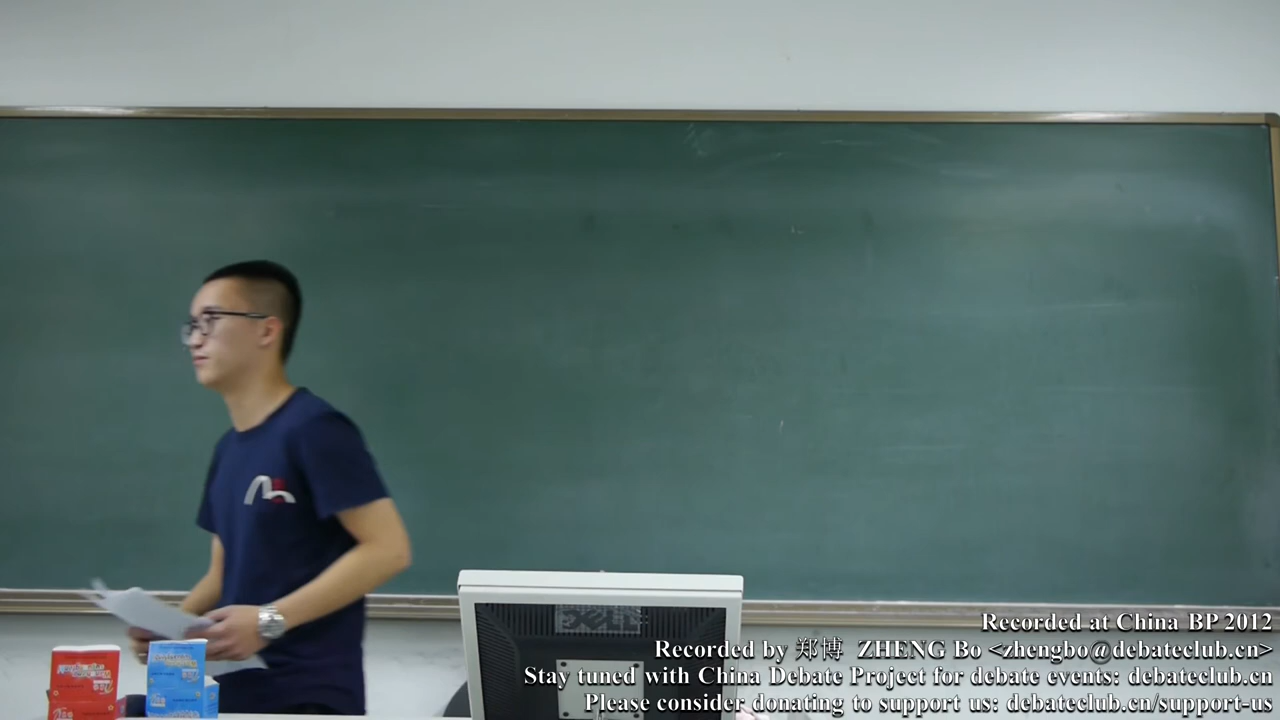 Recorded at China BP 2012
Recorded by 郑博 ZHENG Bo <zhengbo@debateclub.cn>
Stay tuned with China Debate Project for debate events: debateclub.cn
Please consider donating to support us: debateclub.cn/support-us